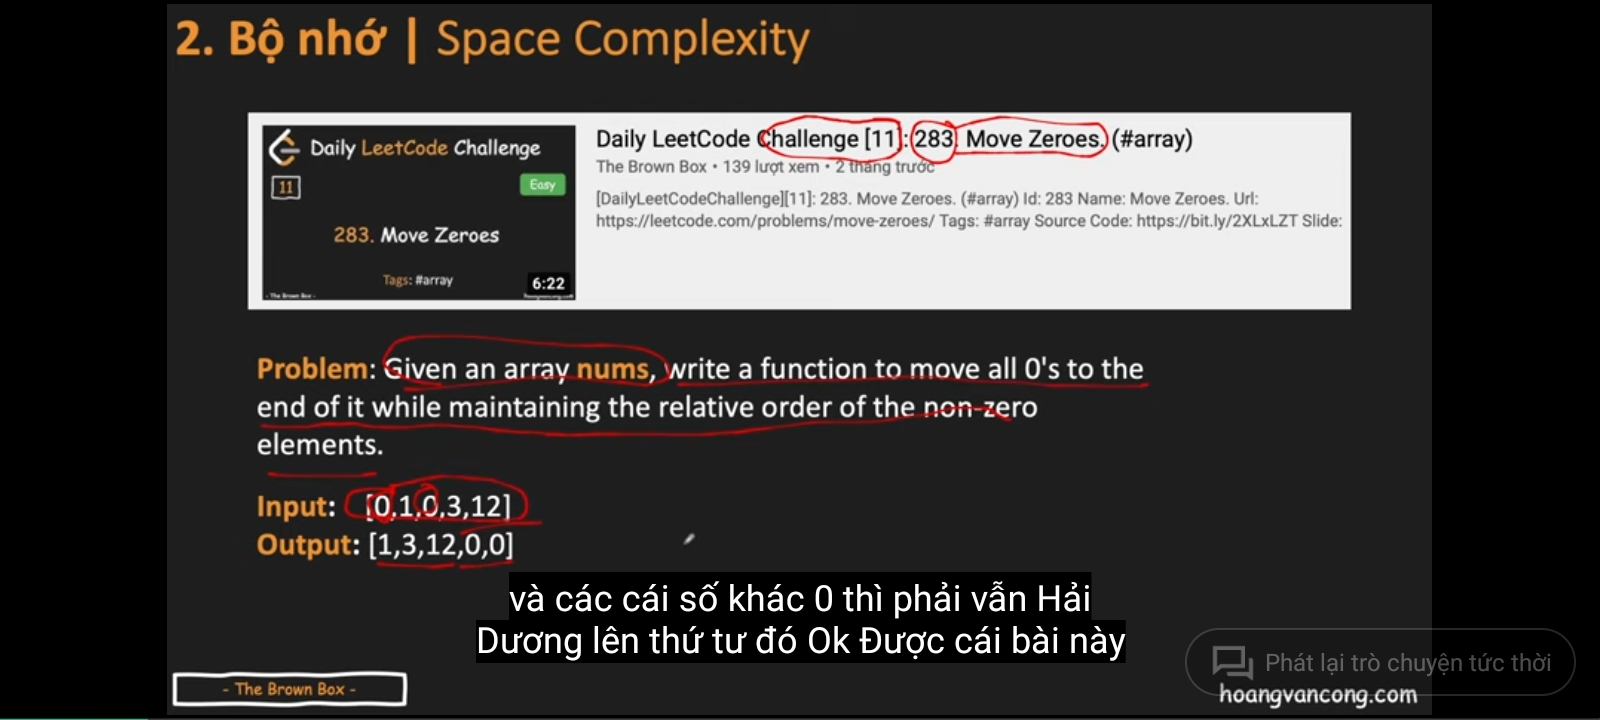 2. Bộ nhớ | Space Complexity
Daily LeetCode Challenge
11
Easy
283. Move Zeroes
Tags: #array
6:22
- The Brown Box -
hoangvancong.com
Daily LeetCode Challenge [11]: 283. Move Zeroes. (#array)
The Brown Box • 139 lượt xem • 2 tháng trước
[DailyLeetCodeChallenge][11]: 283. Move Zeroes. (#array) Id: 283 Name: Move Zeroes. Url:
https://leetcode.com/problems/move-zeroes/ Tags: #array Source Code: https://bit.ly/2XLxLZT Slide:
Problem: Given an array nums, write a function to move all 0's to the
end of it while maintaining the relative order of the non-zero
elements.
Input: [0,1,0,3,12]
Output: [1,3,12,0,0]
và các cái số khác 0 thì phải vẫn Hải
Dương lên thứ tư đó Ok Được cái bài này
Phát lại trò chuyện tức thời
- The Brown Box -
hoangvancong.com